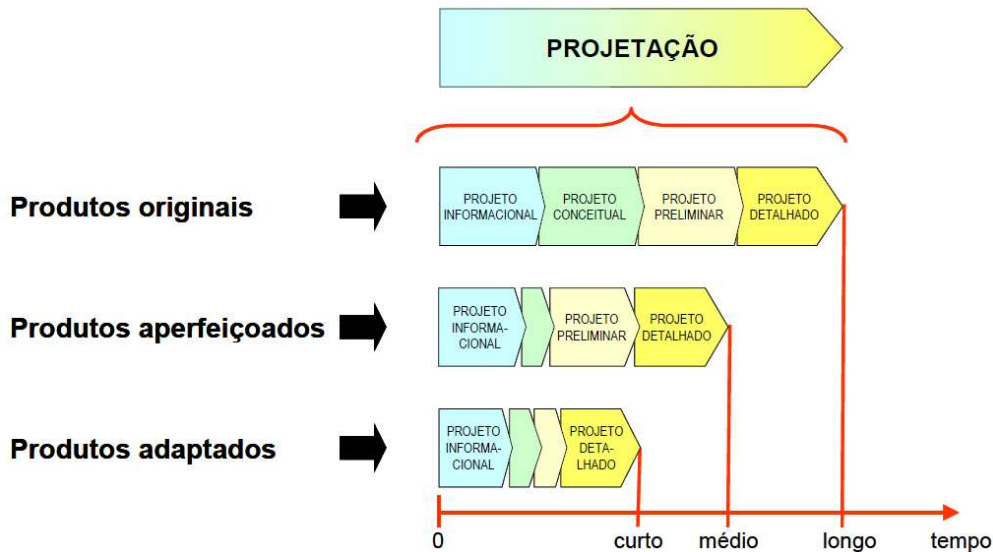 PROJETAÇÃO
Produtos originais
PROJETO
INFORMACIONAL
PROJETO
CONCEITUAL
PROJETO
PRELIMINAR
PROJETO
DETALHADO
Produtos aperfeiçoados
PROJETO
INFORMA-
CIONAL
PROJETO
PRELIMINAR
PROJETO
DETALHADO
Produtos adaptados
PROJETO
INFORMA-
CIONAL
PROJETO
DETA-
LHADO
0 curto médio longo tempo